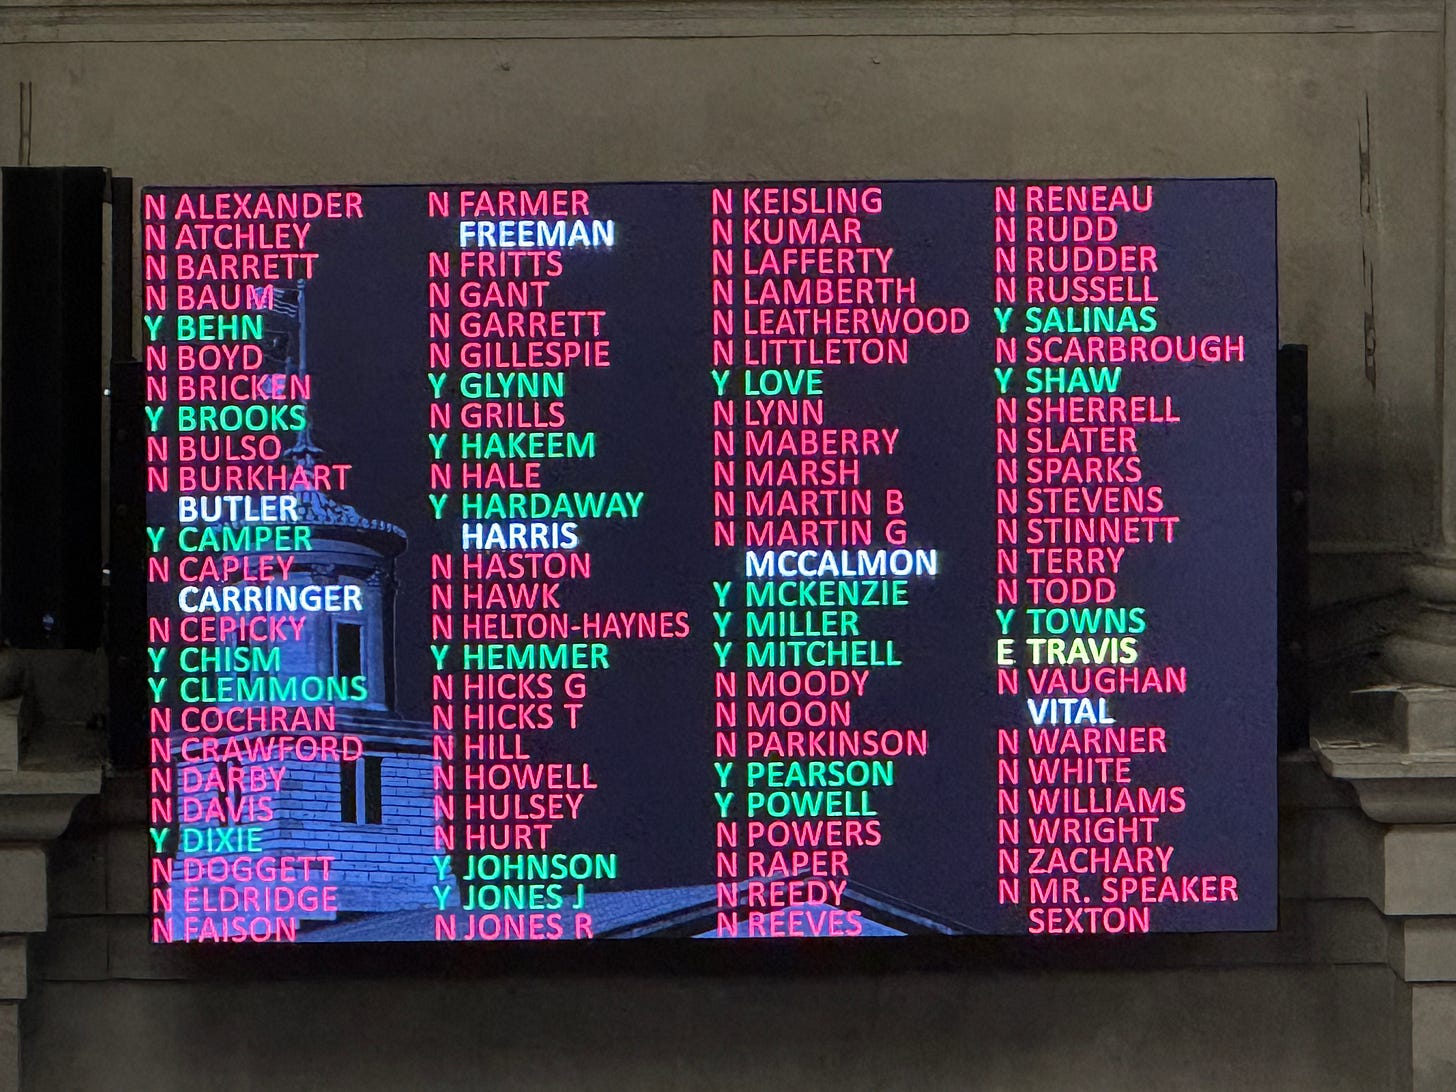 N ALEXANDER
N ATCHLEY
N BARRETT
N BAUM
Y BEHN
N BOYD
N BRICKEN
Y BROOKS
N BULSO
N BURKHART
BUTLER
Y CAMPER
N CAPLEY
CARRINGER
N CEPICKY
Y CHISM
Y CLEMMONS
N COCHRAN
N CRAWFORD
N DARBY
N DAVIS
Y DIXIE
N DOGGETT
N ELDRIDGE
N FAISON
N FARMER
FREEMAN
N FRITTS
N GANT
N GARRETT
N GILLESPIE
Y GLYNN
N GRILLS
Y HAKEEM
N HALE
Y HARDAWAY
HARRIS
N HASTON
N HAWK
N HELTON-HAYNES
Y HEMMER
N HICKS G
N HICKS T
N HILL
N HOWELL
N HULSEY
N HURT
Y JOHNSON
Y JONES J
N JONES R
N KEISLING
N KUMAR
N LAFFERTY
N LAMBERTH
N LEATHERWOOD
N LITTLETON
Y LOVE
N LYNN
N MABERRY
N MARSH
N MARTIN B
N MARTIN G
MCCALMON
Y MCKENZIE
Y MILLER
Y MITCHELL
N MOODY
N MOON
N PARKINSON
Y PEARSON
Y POWELL
N POWERS
N RAPER
N REEDY
N REEVES
N RENEAU
N RUDD
N RUDDER
N RUSSELL
Y SALINAS
N SCARBROUGH
Y SHAW
N SHERRELL
N SLATER
N SPARKS
N STEVENS
N STINNETT
N TERRY
N TODD
Y TOWNS
E TRAVIS
N VAUGHAN
VITAL
N WARNER
N WHITE
N WILLIAMS
N WRIGHT
N ZACHARY
N MR. SPEAKER
SEXTON